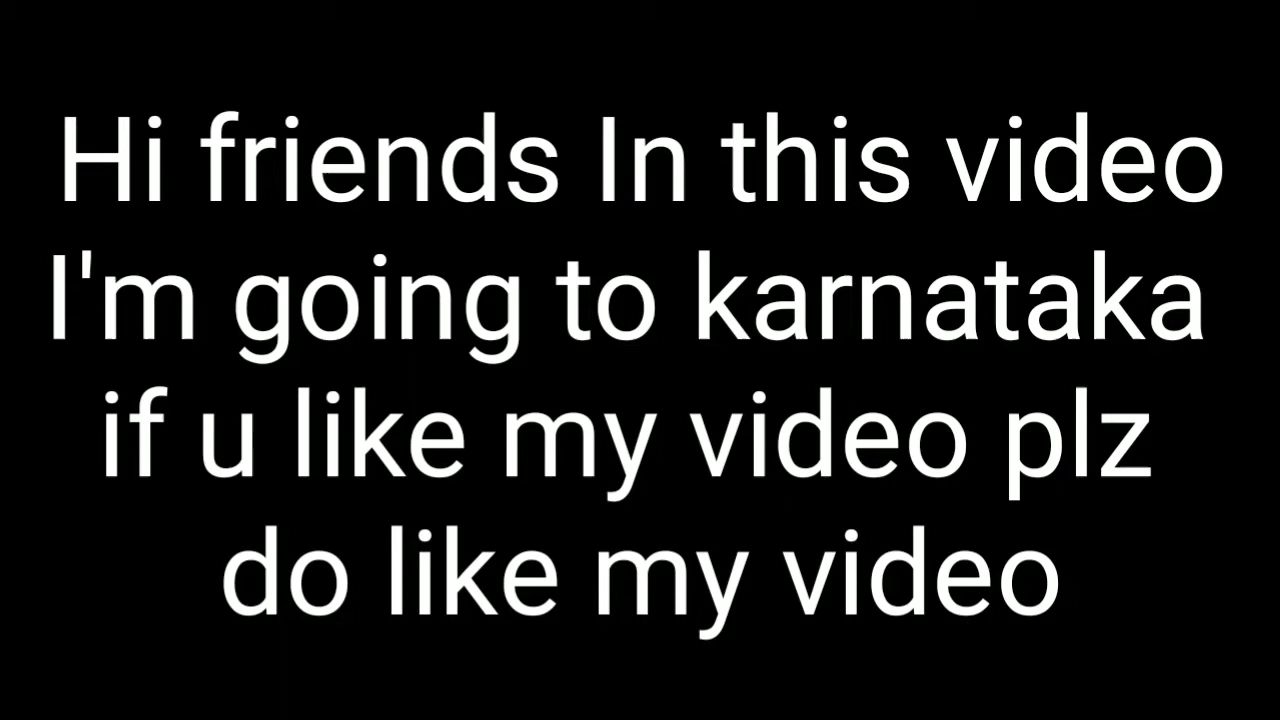 Hi friends In this video
I'm going to karnataka
if u like my video plz
do like my video